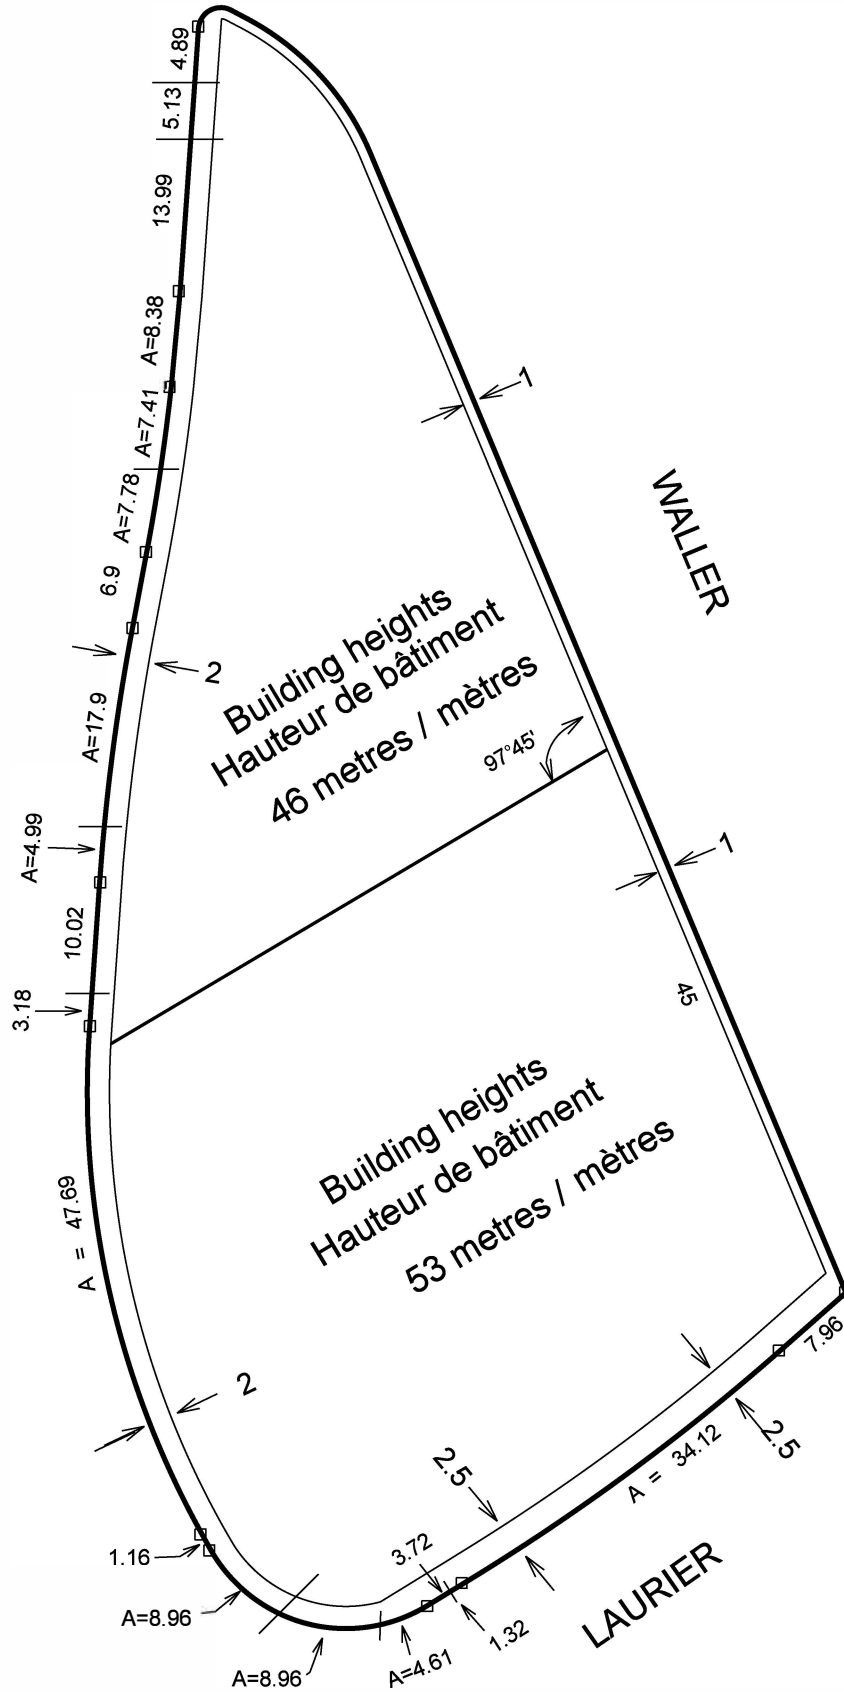 4.89
5.13
13.99
A=8.38
1
A=7.41
A=7.78
WALLER
6.9
Building heights
Hauteur de bâtiment
46 metres / mètres
2
A=17.9
97°45'
A=4.99
1
10.02
45
3.18
Building heights
Hauteur de bâtiment
53 metres / mètres
A = 47.69
7.96
2
2.5
A = 34.12
2.5
3.72
1.16
A=8.96
1.32
LAURIER
A=4.61
A=8.96